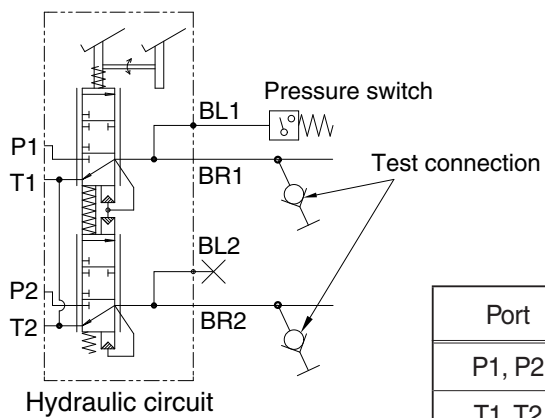 BL1
Pressure switch
P1
T1
BR1
Test connection
BL2
P2
T2
BR2
Hydraulic circuit
Port
P1, P2
T1, T2